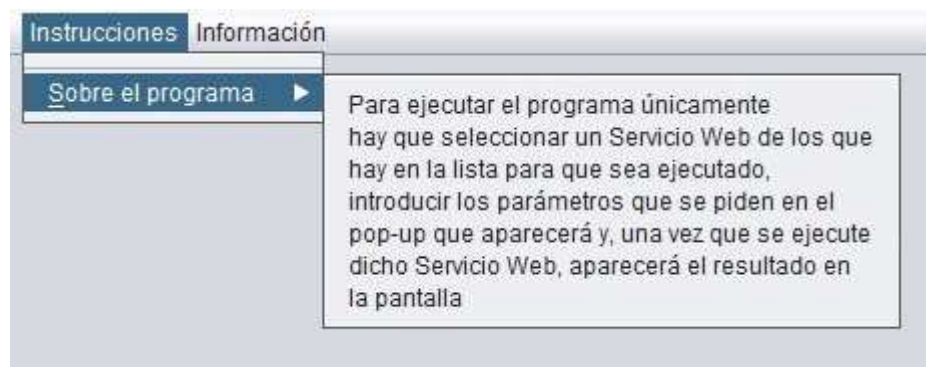 Instrucciones Información
Sobre el programa
Para ejecutar el programa únicamente
hay que seleccionar un Servicio Web de los que
hay en la lista para que sea ejecutado,
introducir los parámetros que se piden en el
pop-up que aparecerá y, una vez que se ejecute
dicho Servicio Web, aparecerá el resultado en
la pantalla